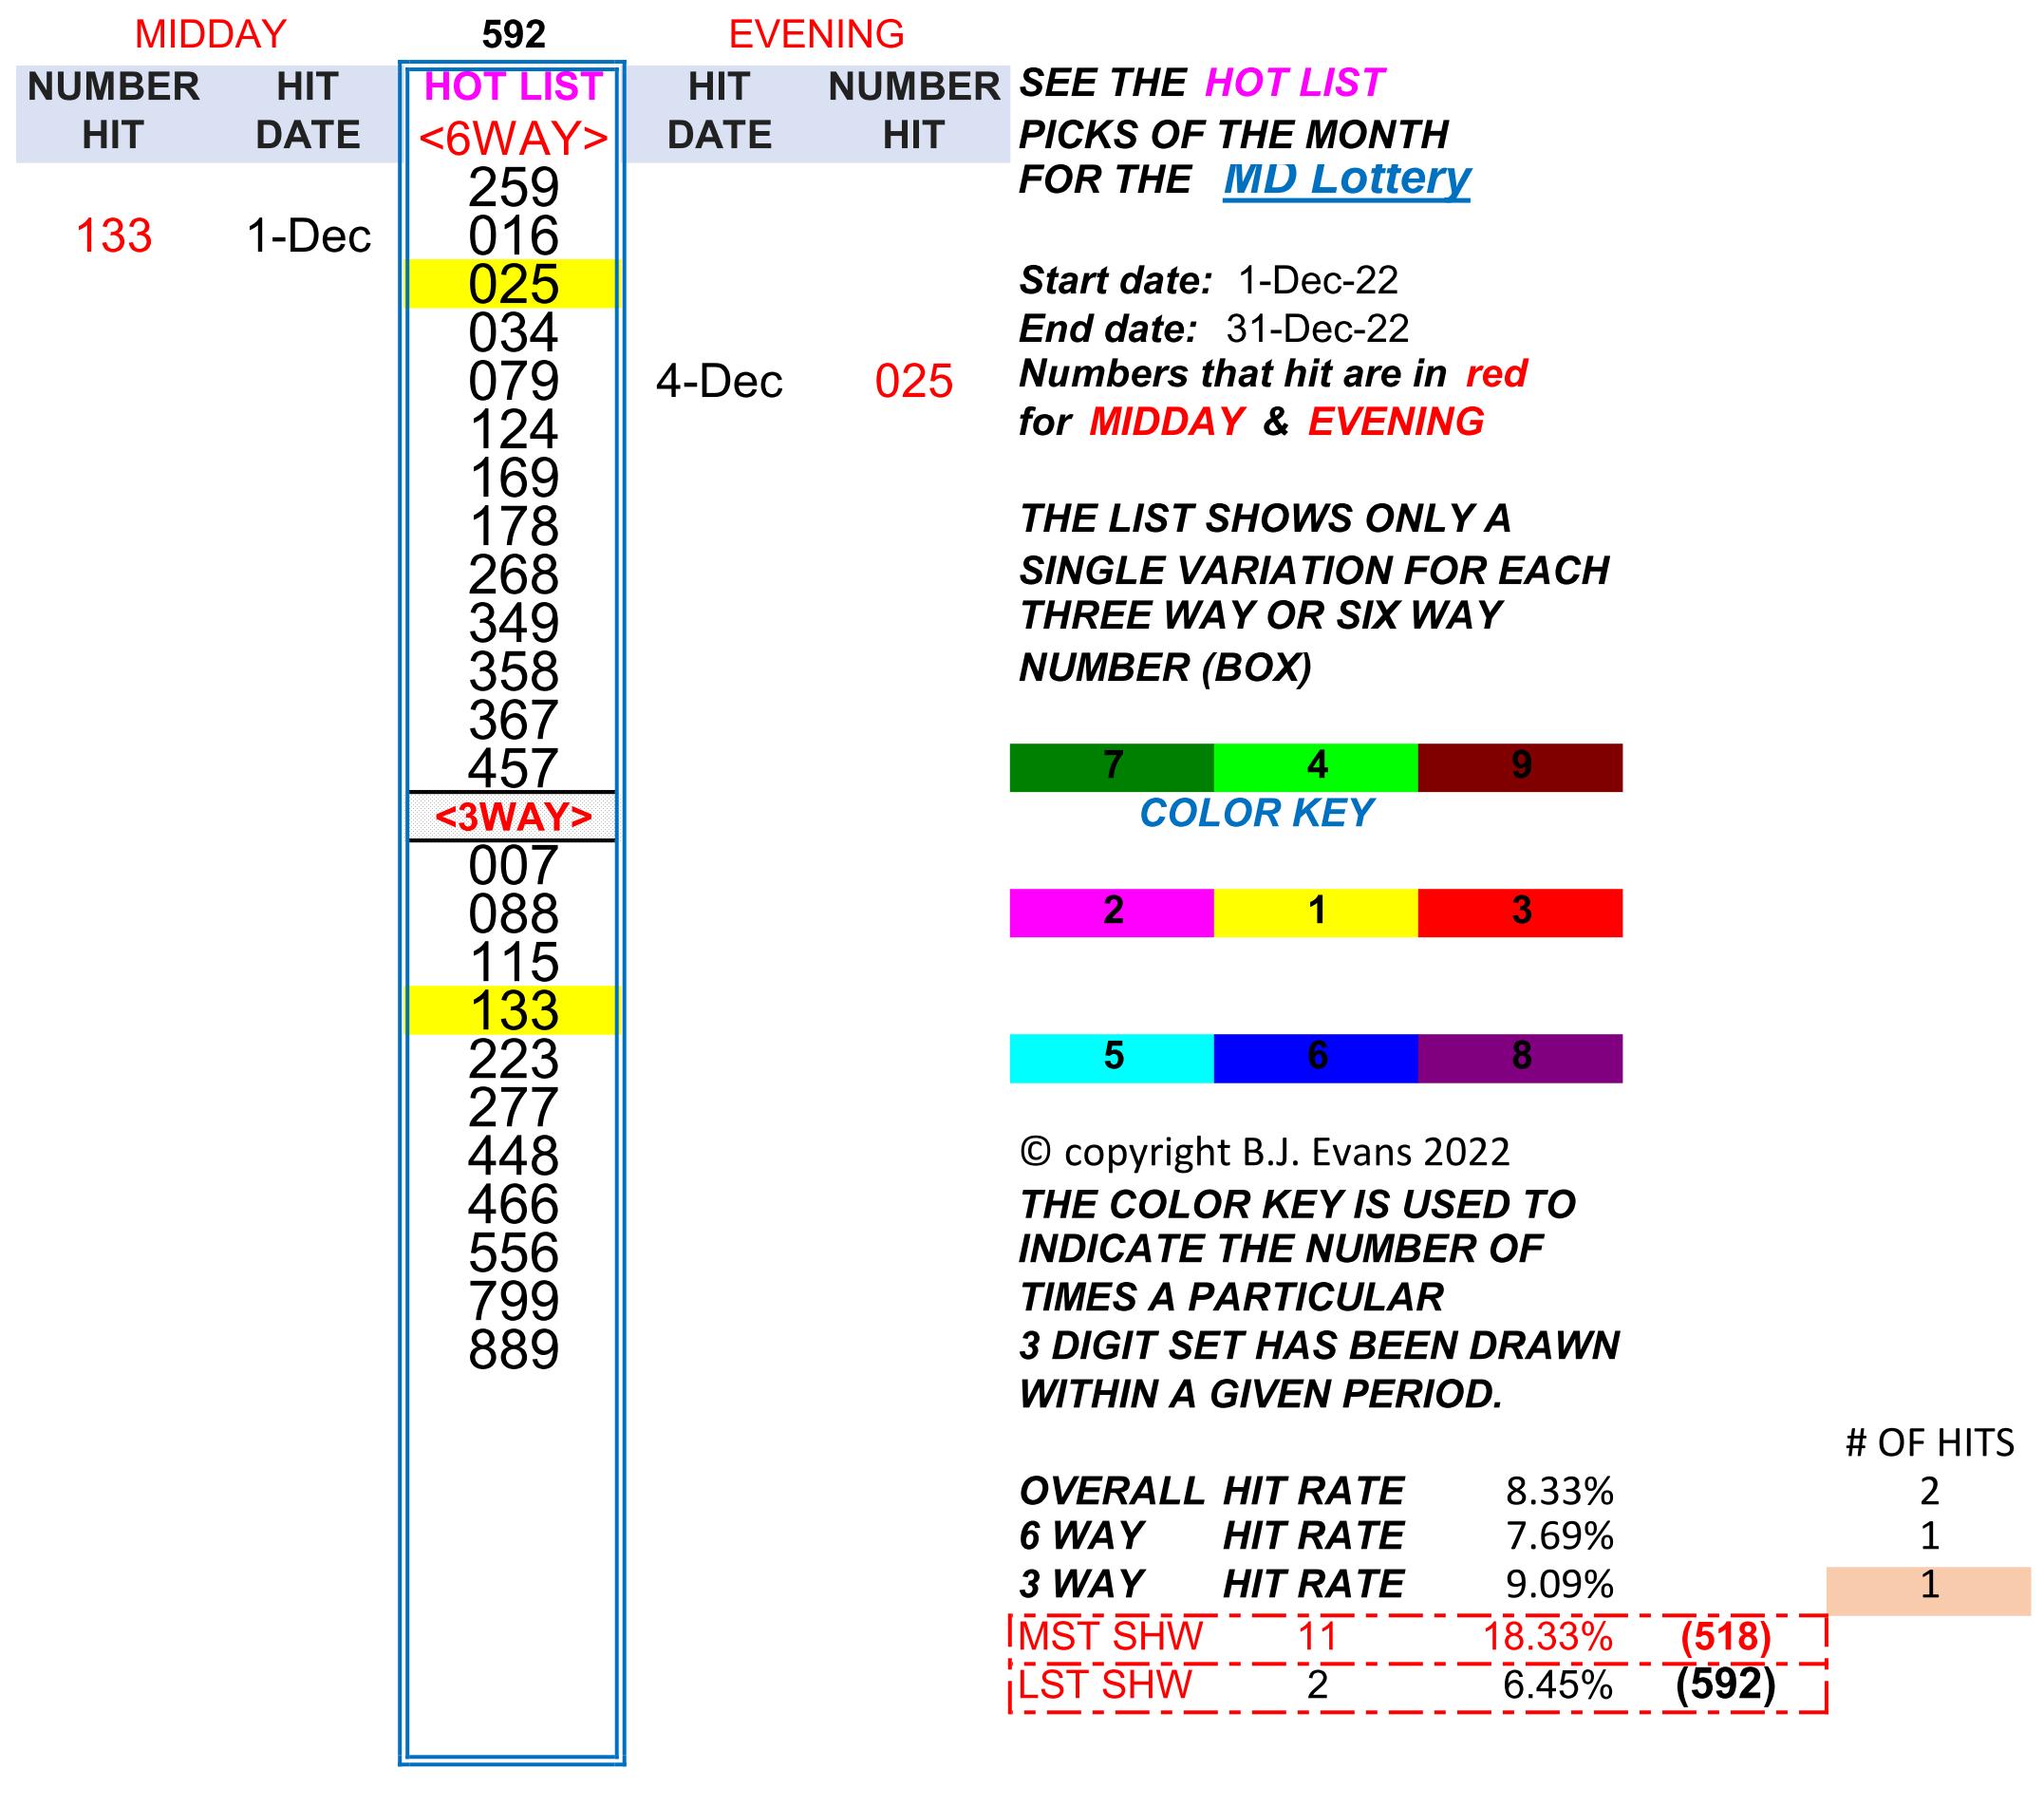 MIDDAY 592 EVENING
NUMBER HIT HOT LIST HIT NUMBER
HIT DATE <6WAY> DATE HIT
259
133 1-Dec 016
025
034
079 4-Dec 025
124
169
178
268
349
358
367
457
<3WAY>
007
088
115
133
223
277
448
466
556
799
889
SEE THE HOT LIST
PICKS OF THE MONTH
FOR THE MD Lottery
Start date: 1-Dec-22
End date: 31-Dec-22
Numbers that hit are in red
for MIDDAY & EVENING
THE LIST SHOWS ONLY A
SINGLE VARIATION FOR EACH
THREE WAY OR SIX WAY
NUMBER (BOX)
7 4 9
COLOR KEY
2 1 3
5 6 8
© copyright B.J. Evans 2022
THE COLOR KEY IS USED TO
INDICATE THE NUMBER OF
TIMES A PARTICULAR
3 DIGIT SET HAS BEEN DRAWN
WITHIN A GIVEN PERIOD.
# OF HITS
OVERALL HIT RATE 8.33% 2
6 WAY HIT RATE 7.69% 1
3 WAY HIT RATE 9.09% 1
MST SHW 11 18.33% (518)
LST SHW 2 6.45% (592)